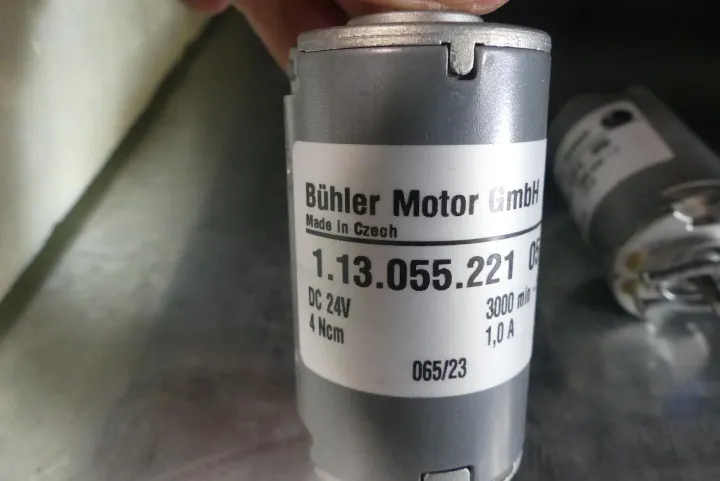 Bühler Motor GmbH
Made in Czech
1.13.055.221
DC 24V 3000 min
4 Ncm 1,0 A
065/23